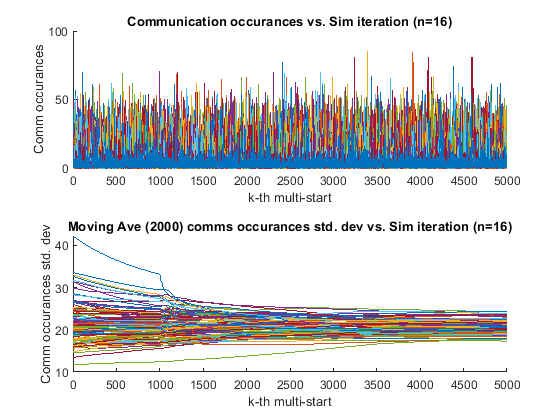 Communication occurances vs. Sim iteration (n=16)
100
50
0
Comm occurances
0 500 1000 1500 2000 2500 3000 3500 4000 4500 5000
k-th multi-start
Moving Ave (2000) comms occurances std. dev vs. Sim iteration (n=16)
40
30
20
10
Comm occurances std. dev
0 500 1000 1500 2000 2500 3000 3500 4000 4500 5000
k-th multi-start